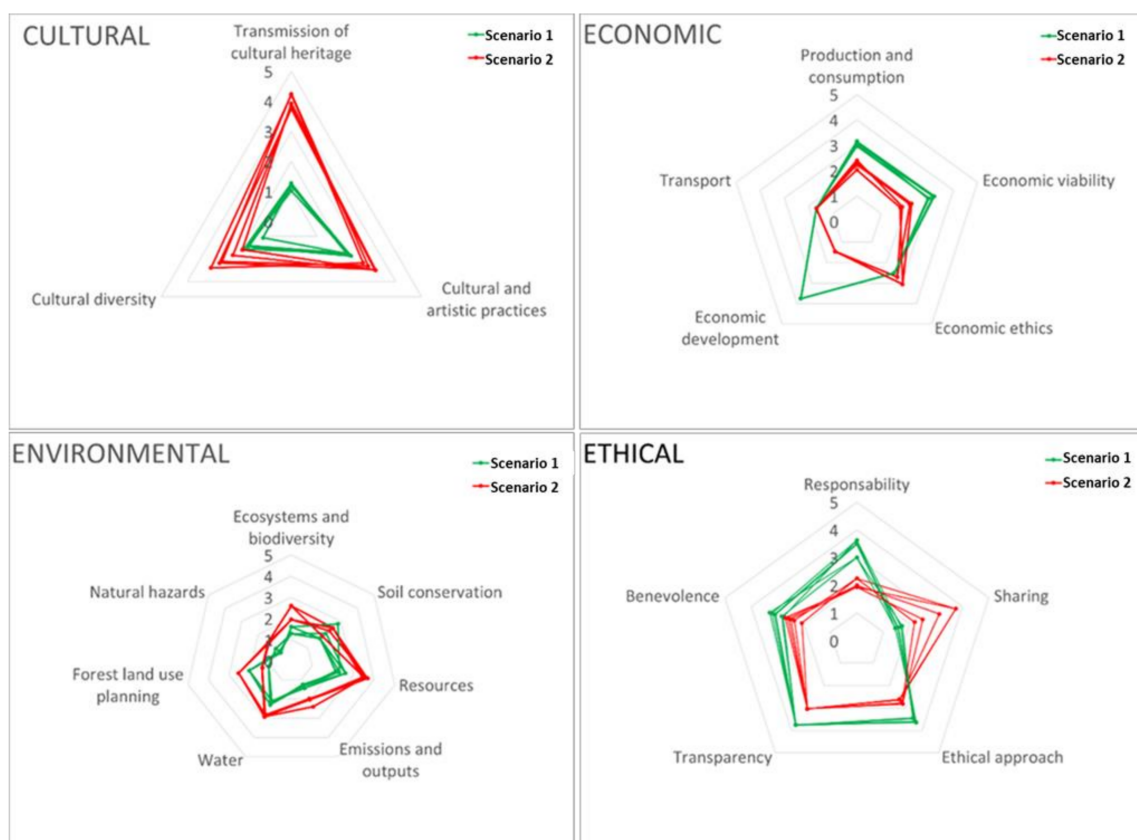 CULTURAL
Transmission of
cultural heritage
Scenario 1
Scenario 2
5
4
3
2
1
0
Cultural diversity
Cultural and
artistic practices
ECONOMIC
Production and
consumption
Scenario 1
Scenario 2
5
4
3
2
1
0
Transport
Economic viability
Economic
development
Economic ethics
ENVIRONMENTAL
Scenario 1
Scenario 2
Ecosystems and
biodiversity
5
4
3
2
1
0
Natural hazards
Soil conservation
Forest land use
planning
Resources
Water
Emissions and
outputs
ETHICAL
Scenario 1
Scenario 2
Responsability
5
4
3
2
1
0
Benevolence
Sharing
Transparency
Ethical approach